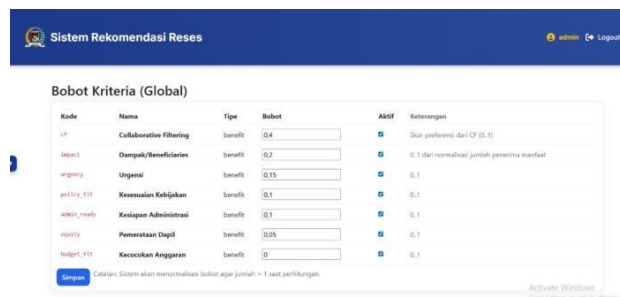 Sistem Rekomendasi Reses
admin Logout
Bobot Kriteria (Global)
Kode Nama Tipe Bobot Aktif Keterangan
cf Collaborative Filtering benefit 0,4 Skor preferensi dari CF (0..1)
impact Dampak/Beneficiaries benefit 0,2 0..1 dari normalisasi jumlah penerima manfaat
urgency Urgensi benefit 0,15 0..1
policy_fit Kesesuaian Kebijakan benefit 0,1 0..1
admin_ready Kesiapan Administrasi benefit 0,1 0..1
equity Pemerataan Dapil benefit 0,05 0..1
budget_fit Kecocokan Anggaran benefit 0 0..1
Simpan Catatan: Sistem akan menormalisasi bobot agar jumlah = 1 saat perhitungan.
Activate Windows